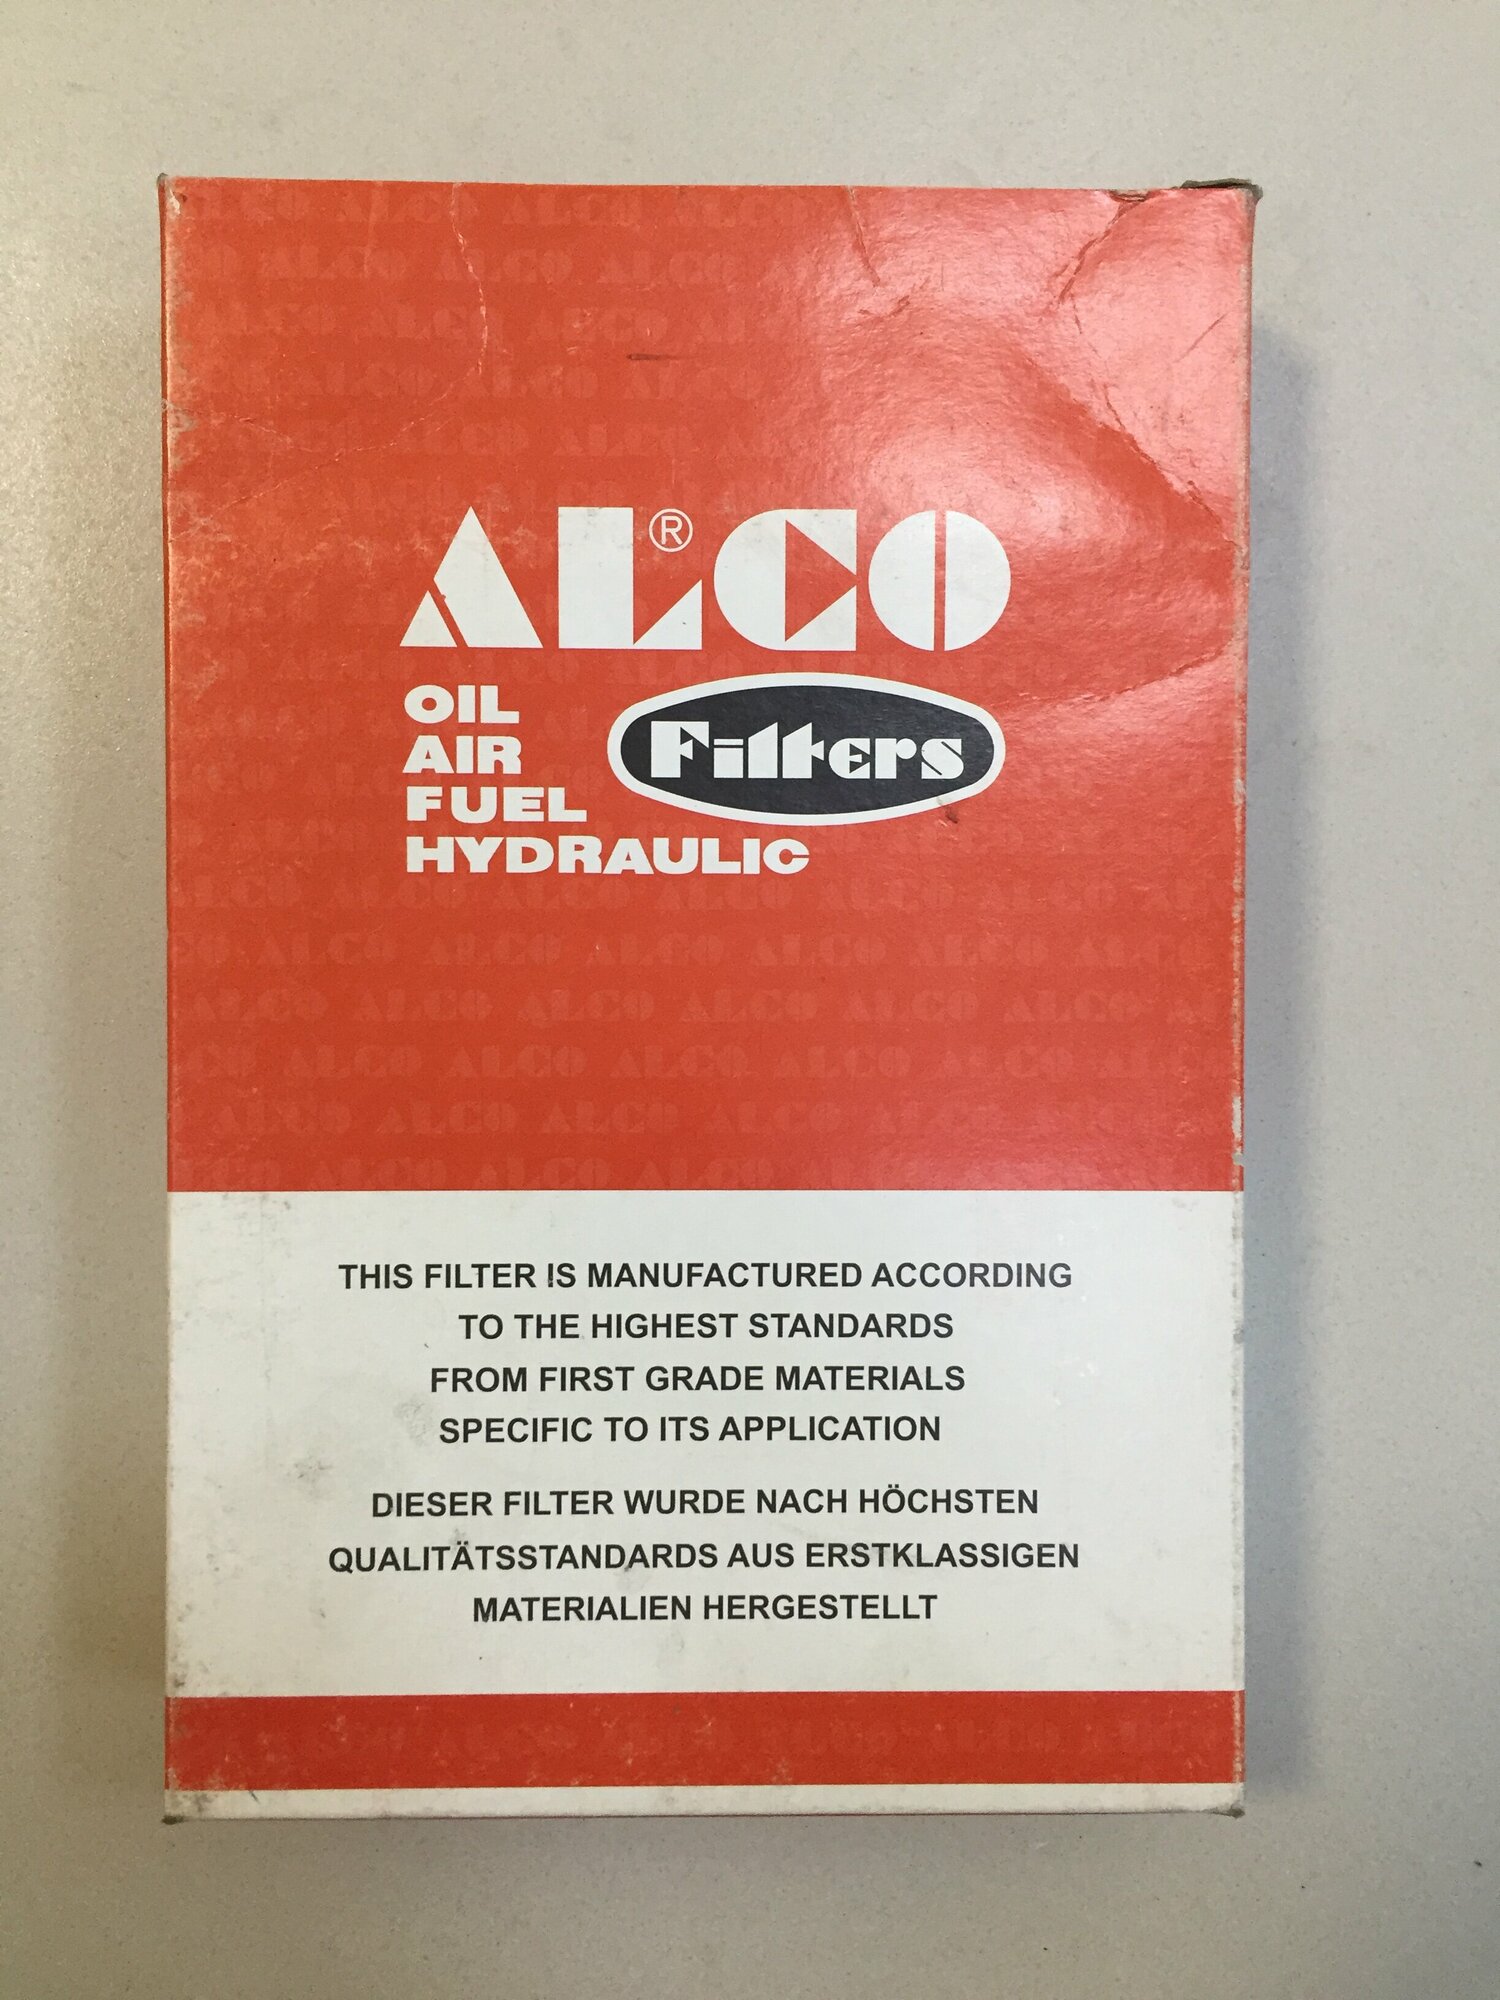 ALCO®
OIL
AIR
FUEL
HYDRAULIC
Filters
THIS FILTER IS MANUFACTURED ACCORDING
TO THE HIGHEST STANDARDS
FROM FIRST GRADE MATERIALS
SPECIFIC TO ITS APPLICATION
DIESER FILTER WURDE NACH HÖCHSTEN
QUALITÄTSSTANDARDS AUS ERSTKLASSIGEN
MATERIALIEN HERGESTELLT